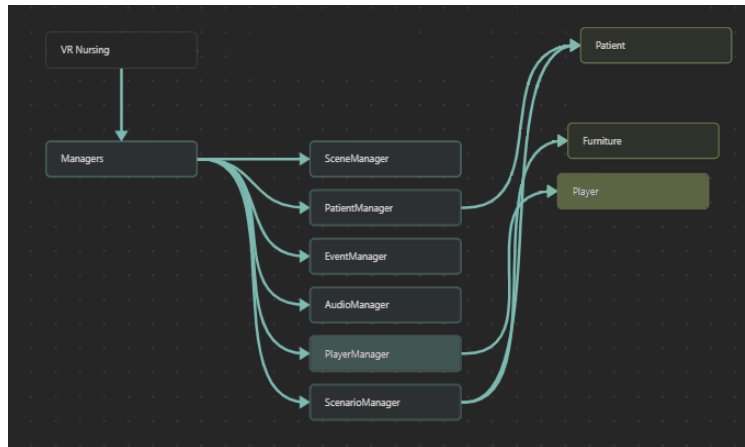 VR Nursing
Patient
Managers
SceneManager
Furniture
PatientManager
Player
EventManager
AudioManager
PlayerManager
ScenarioManager